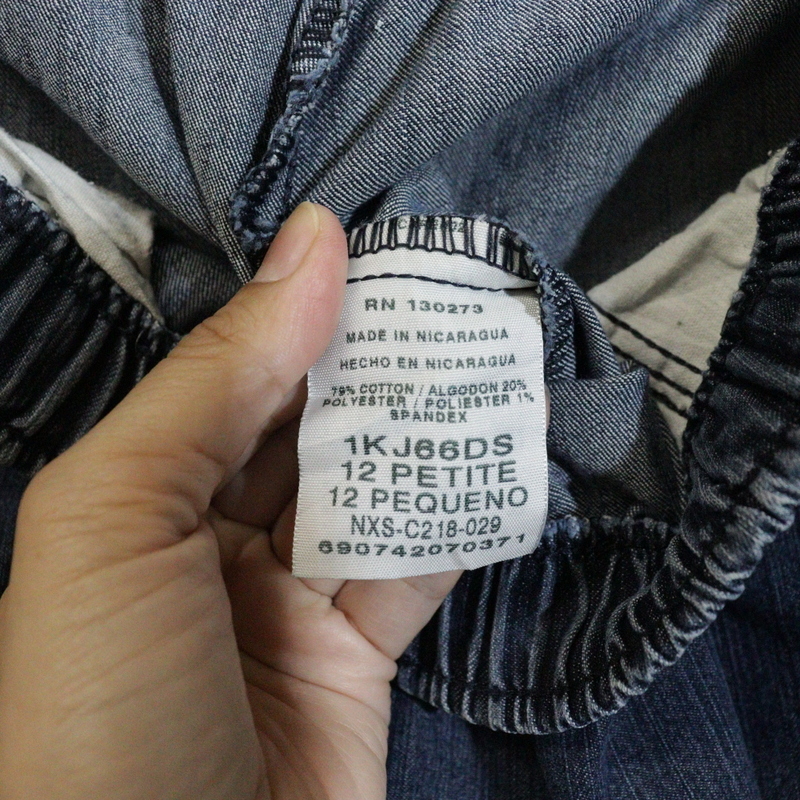 RN 130273
MADE IN NICARAGUA
HECHO EN NICARAGUA
79% COTTON / ALGODON 20%
POLYESTER / POLIESTER 1%
SPANDEX
1KJ66DS
12 PETITE
12 PEQUENO
NXS-C218-029
690742070371